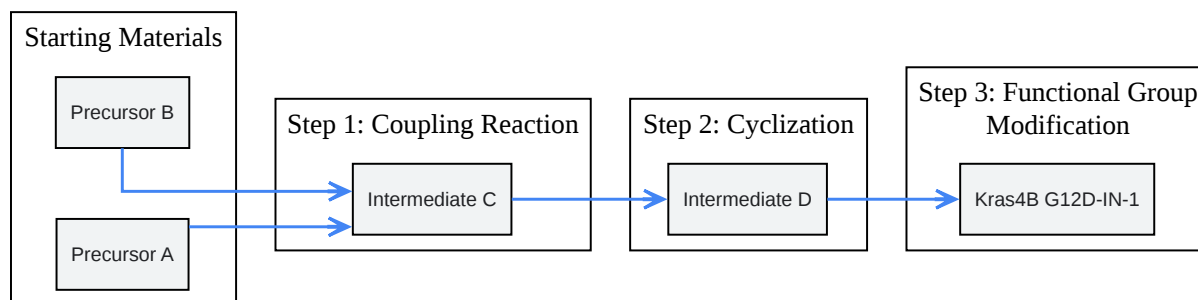 Starting Materials
Precursor B
Precursor A
Step 1: Coupling Reaction
Intermediate C
Step 2: Cyclization
Intermediate D
Step 3: Functional Group
Modification
Kras4B G12D-IN-1